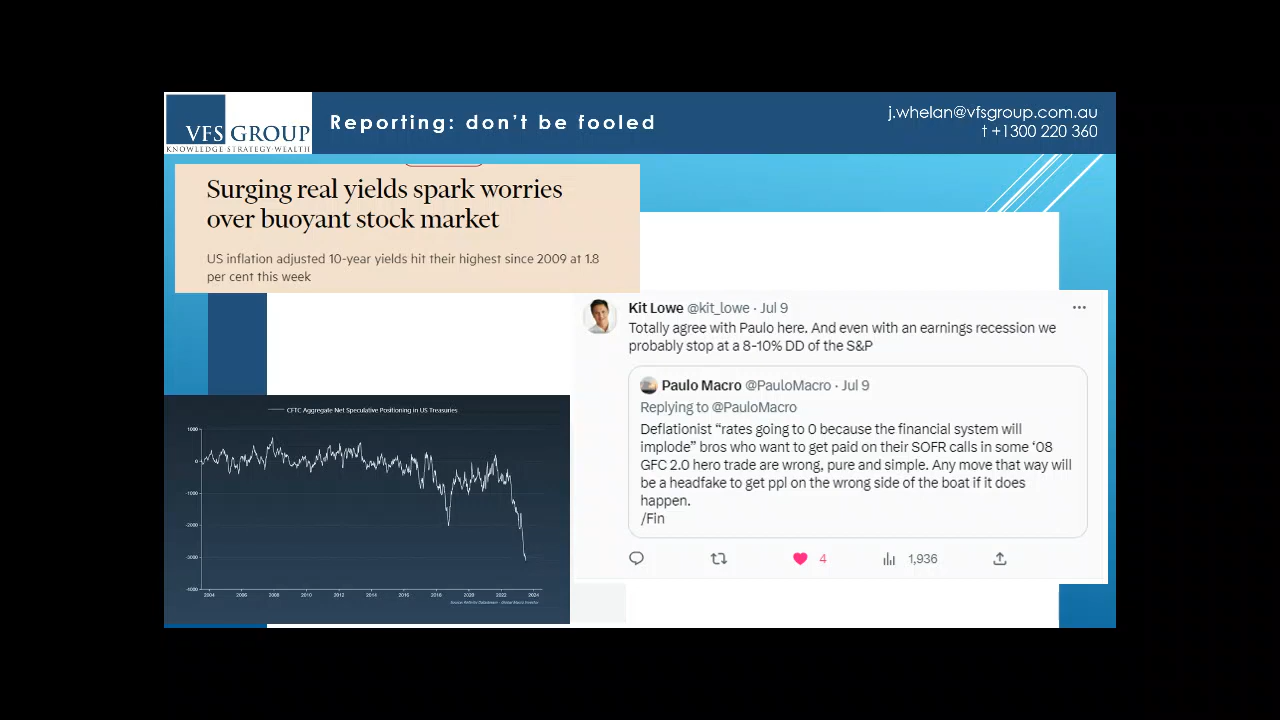 VFS GROUP
KNOWLEDGE STRATEGY WEALTH
Reporting: don't be fooled
j.whelan@vfsgroup.com.au
t +1300 220 360
Surging real yields spark worries
over buoyant stock market
US inflation adjusted 10-year yields hit their highest since 2009 at 1.8
per cent this week
Kit Lowe @kit_lowe · Jul 9
Totally agree with Paulo here. And even with an earnings recession we
probably stop at a 8-10% DD of the S&P
Paulo Macro @PauloMacro · Jul 9
Replying to @PauloMacro
Deflationist “rates going to 0 because the financial system will
implode” bros who want to get paid on their SOFR calls in some ‘08
GFC 2.0 hero trade are wrong, pure and simple. Any move that way will
be a headfake to get ppl on the wrong side of the boat if it does
happen.
/Fin
4
1,936
CFTC Aggregate Net Speculative Positioning in US Treasuries
1000
0
-1000
-2000
-3000
-4000
2004 2006 2008 2010 2012 2014 2016 2018 2020 2022 2024
Source: Refinitiv Datastream - Global Macro Investor